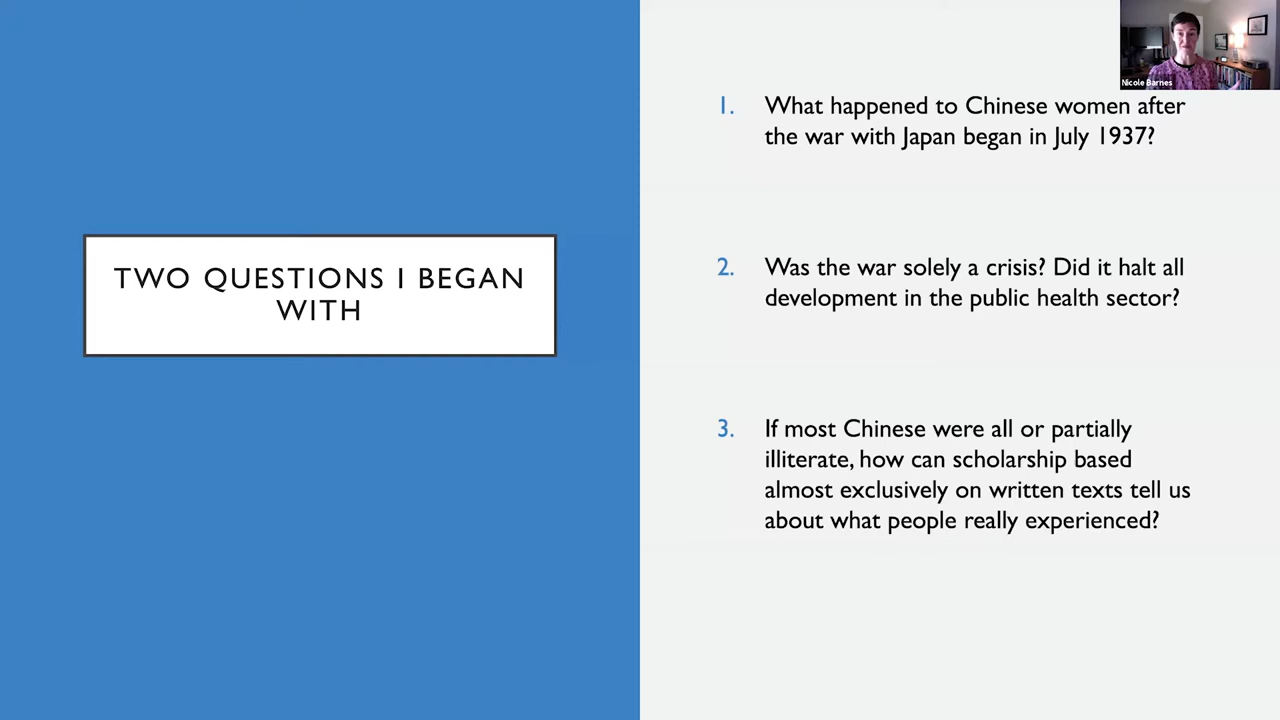 TWO QUESTIONS I BEGAN
WITH
Nicole Barnes
1. What happened to Chinese women after
the war with Japan began in July 1937?
2. Was the war solely a crisis? Did it halt all
development in the public health sector?
3. If most Chinese were all or partially
illiterate, how can scholarship based
almost exclusively on written texts tell us
about what people really experienced?